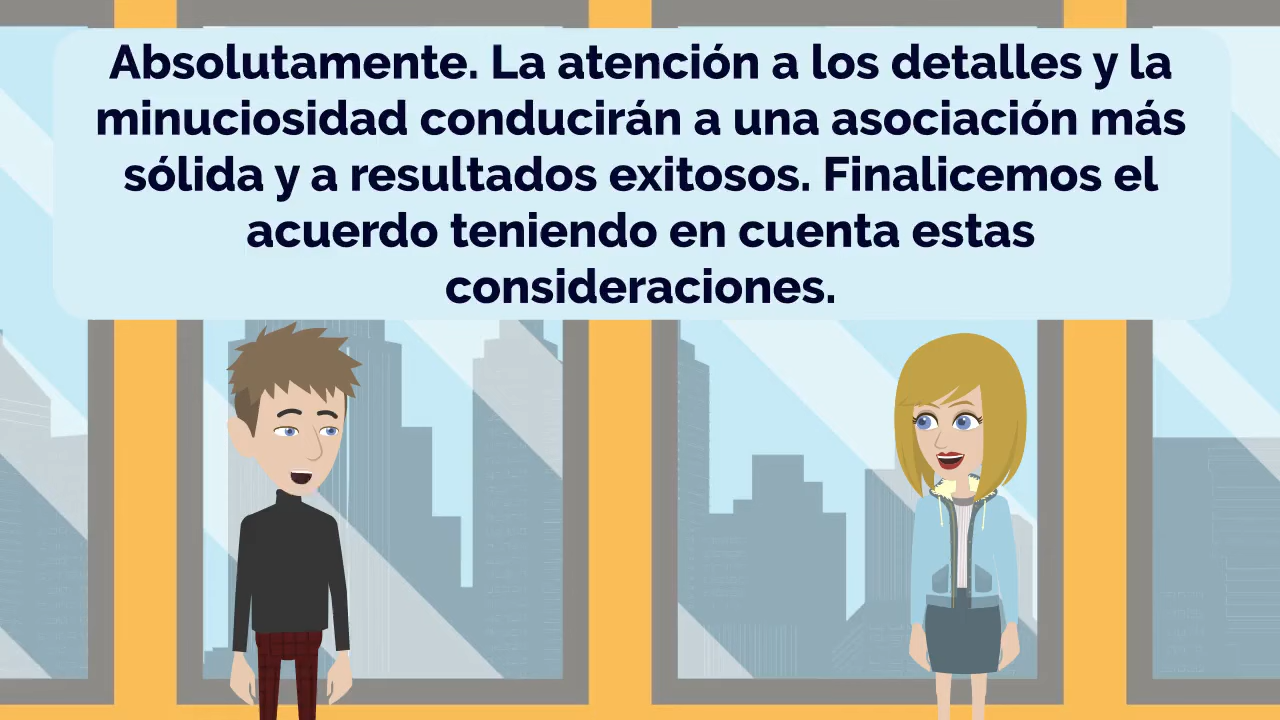 Absolutamente. La atención a los detalles y la
minuciosidad conducirán a una asociación más
sólida y a resultados exitosos. Finalicemos el
acuerdo teniendo en cuenta estas
consideraciones.